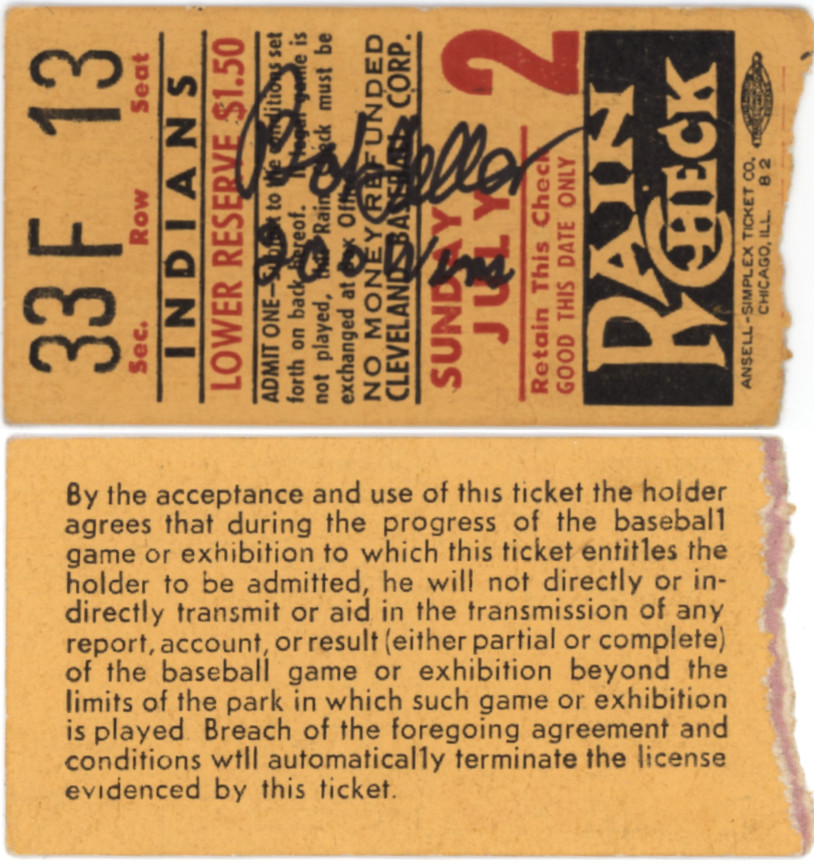 33 F 13
Sec. Row Seat
INDIANS
LOWER RESERVE $1.50
ADMIT ONE—Subject to the conditions set
forth on back hereof. If legal game is
not played, this Rain Check must be
exchanged at Box Office
NO MONEY REFUNDED
CLEVELAND BASEBALL CORP.
SUNDAY
JULY 2
Retain This Check
GOOD THIS DATE ONLY
RAIN
CHECK
ANSELL-SIMPLEX TICKET CO.,
CHICAGO, ILL. 82
Bob Feller
200 Wins
By the acceptance and use of this ticket the holder
agrees that during the progress of the baseball
game or exhibition to which this ticket entitles the
holder to be admitted, he will not directly or in-
directly transmit or aid in the transmission of any
report, account, or result (either partial or complete)
of the baseball game or exhibition beyond the
limits of the park in which such game or exhibition
is played. Breach of the foregoing agreement and
conditions wtll automatically terminate the license
evidenced by this ticket.